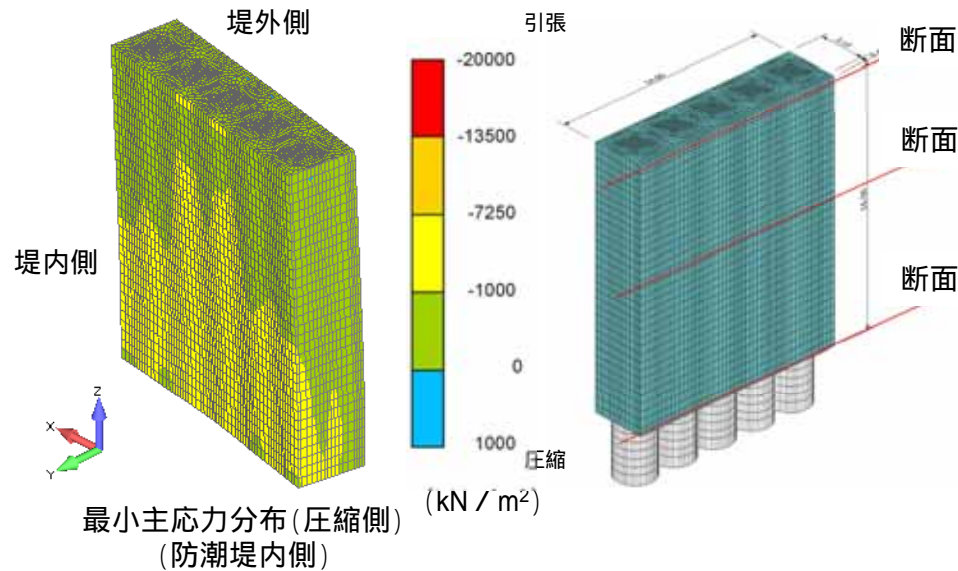 堤外側
堤内側
Z
X
Y
最小主応力分布(圧縮側)
(防潮堤内側)
引張
-20000
-13500
-7250
-1000
0
1000
圧縮
(kN／m²)
断面
断面
断面